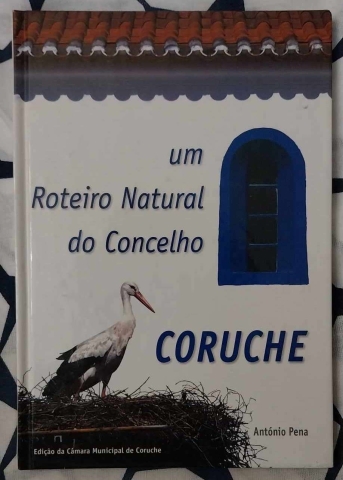 um
Roteiro Natural
do Concelho
CORUCHE
António Pena
Edição da Câmara Municipal de Coruche